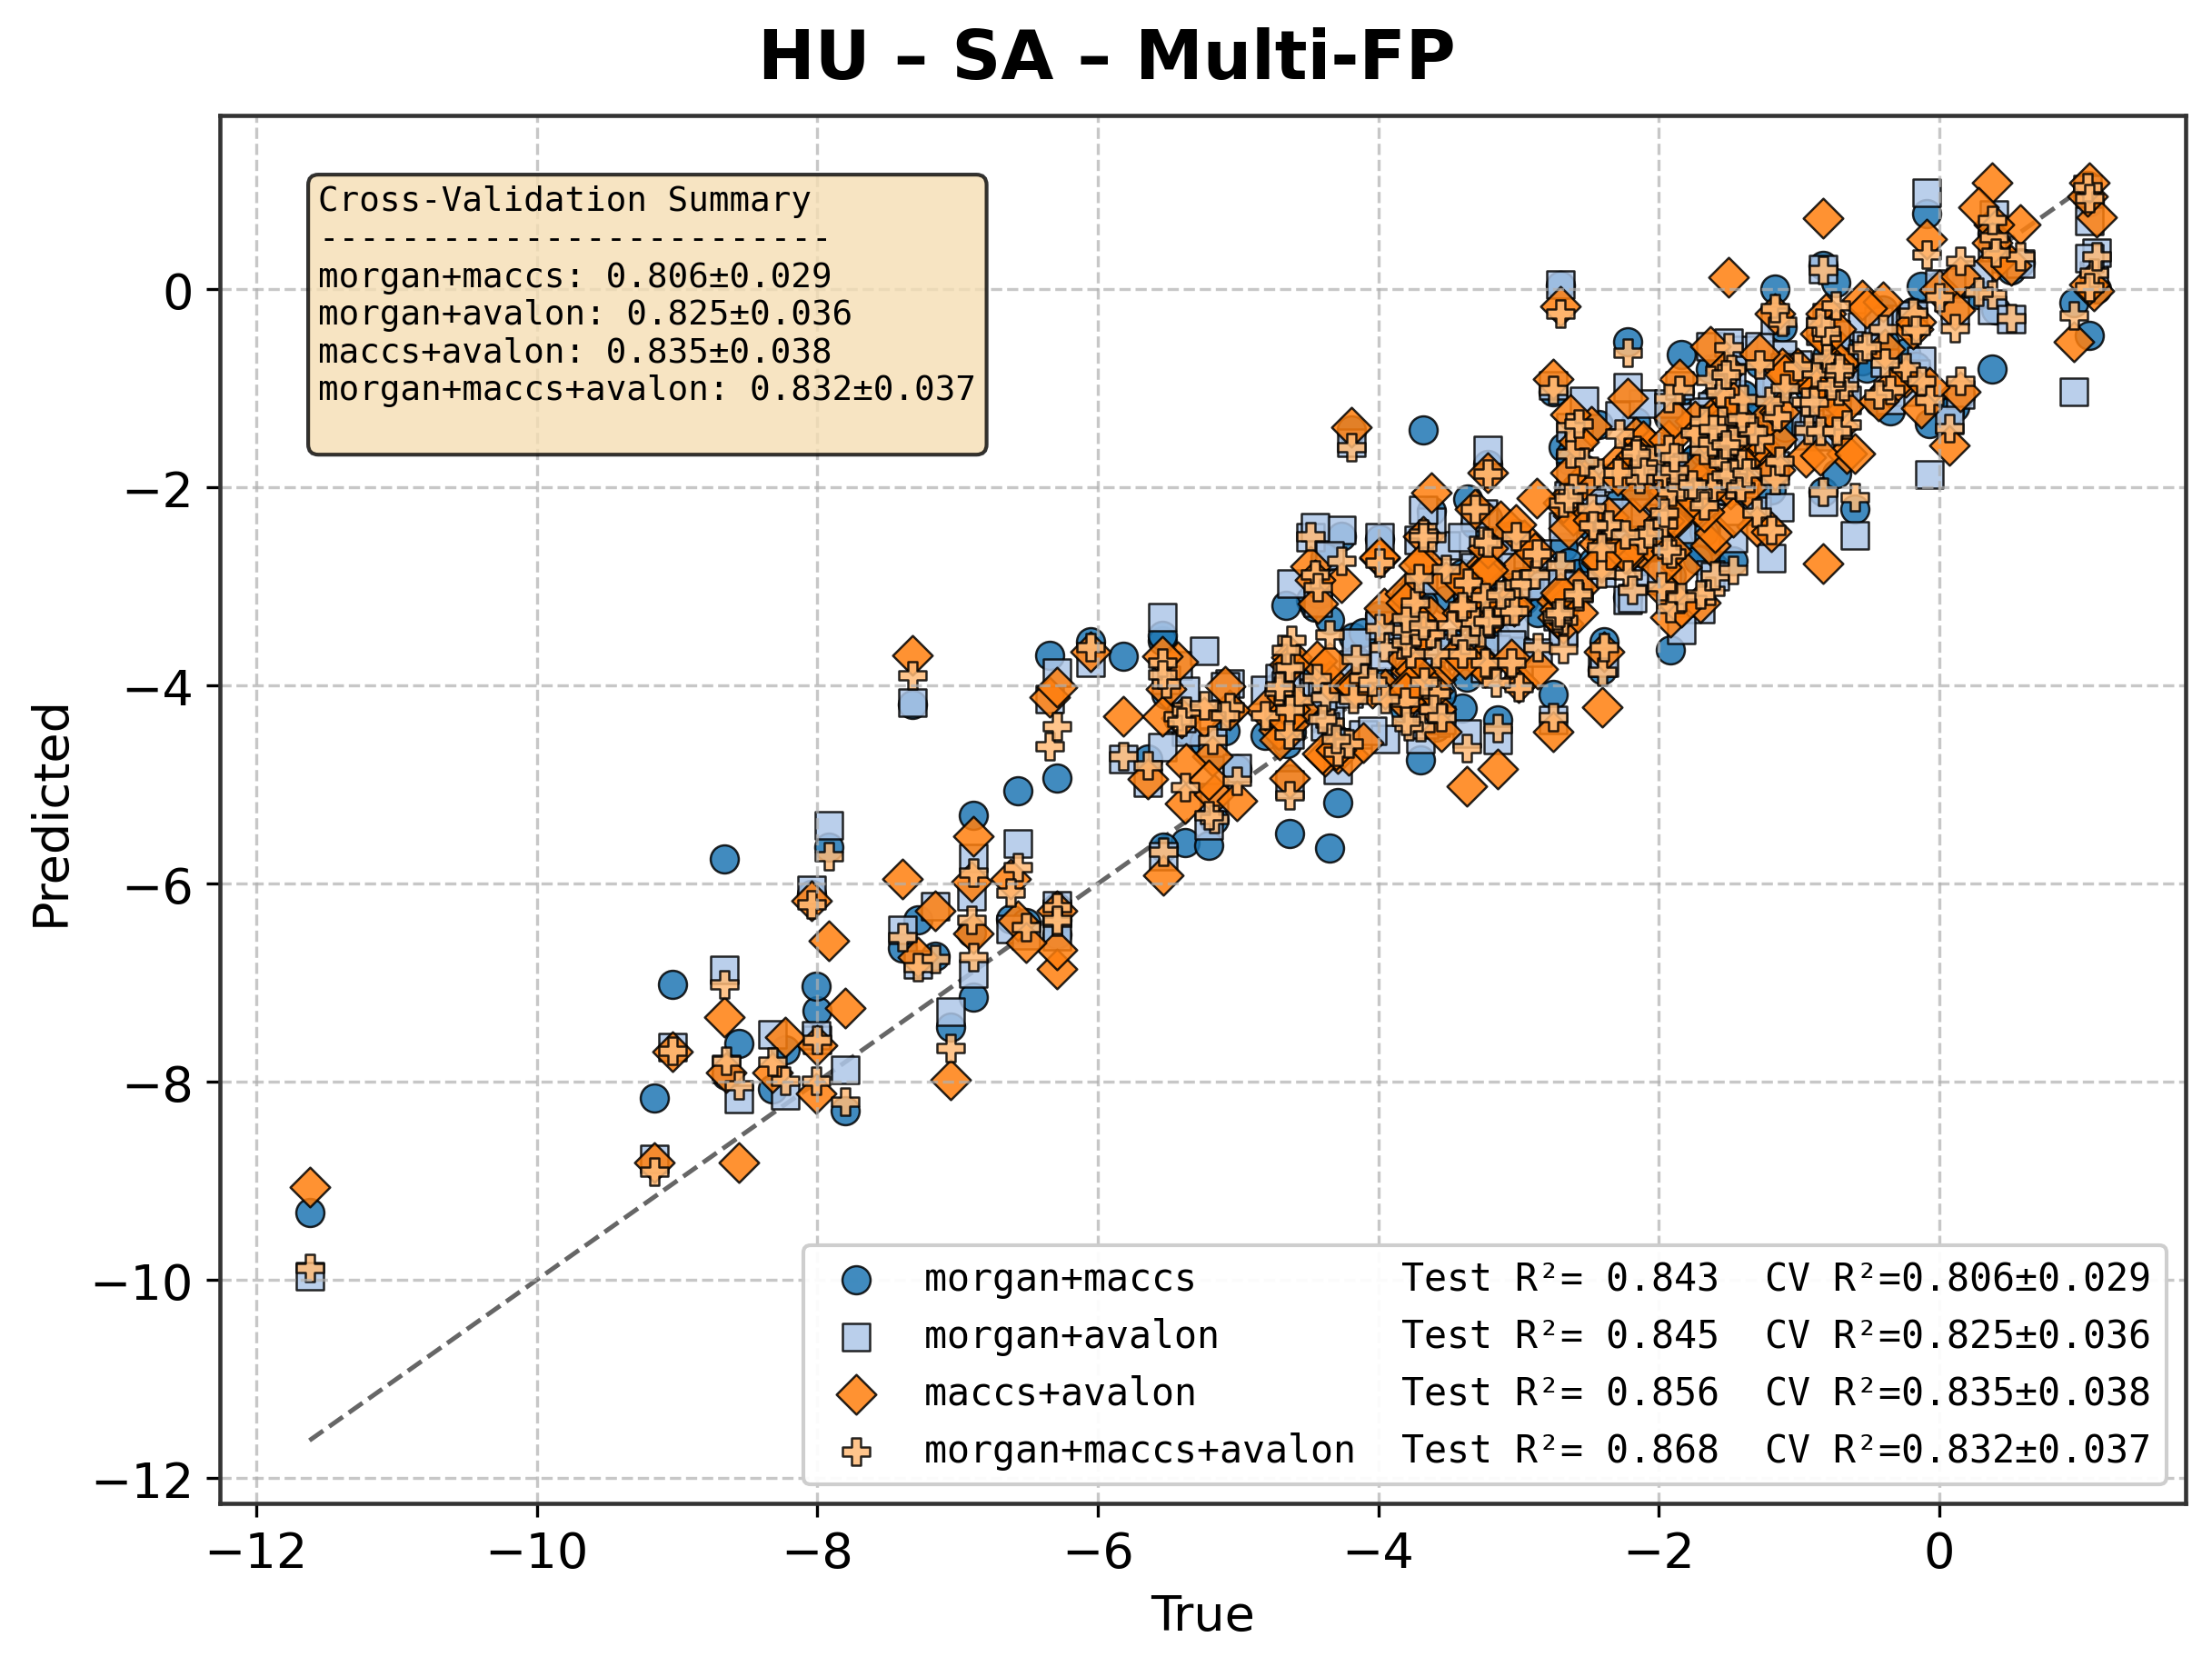 HU – SA – Multi-FP
Cross-Validation Summary
-------------------------
morgan+maccs: 0.806±0.029
morgan+avalon: 0.825±0.036
maccs+avalon: 0.835±0.038
morgan+maccs+avalon: 0.832±0.037
Predicted
0
−2
−4
−6
−8
−10
−12
morgan+maccs Test R²= 0.843 CV R²=0.806±0.029
morgan+avalon Test R²= 0.845 CV R²=0.825±0.036
maccs+avalon Test R²= 0.856 CV R²=0.835±0.038
morgan+maccs+avalon Test R²= 0.868 CV R²=0.832±0.037
−12 −10 −8 −6 −4 −2 0
True